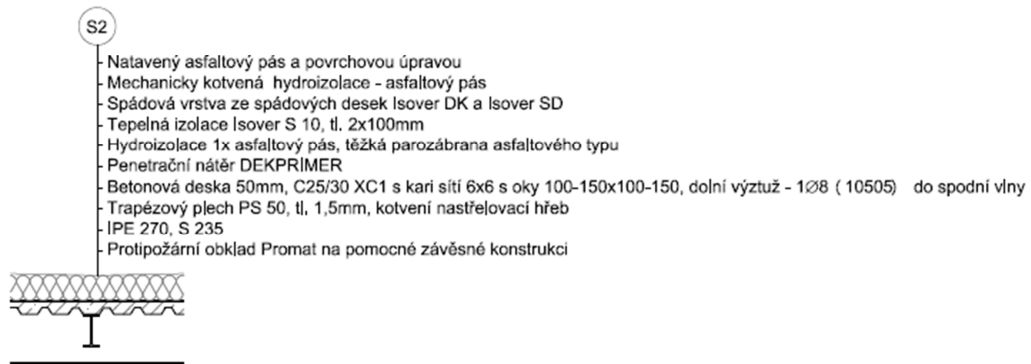 S2
Natavený asfaltový pás a povrchovou úpravou
Mechanicky kotvená hydroizolace - asfaltový pás
Spádová vrstva ze spádových desek Isover DK a Isover SD
Tepelná izolace Isover S 10, tl. 2x100mm
Hydroizolace 1x asfaltový pás, těžká parozábrana asfaltového typu
Penetrační nátěr DEKPRIMER
Betonová deska 50mm, C25/30 XC1 s kari sítí 6x6 s oky 100-150x100-150, dolní výztuž - 1Ø8 ( 10505) do spodní vlny
Trapézový plech PS 50, tl. 1,5mm, kotvení nastřelovací hřeb
IPE 270, S 235
Protipožární obklad Promat na pomocné závěsné konstrukci